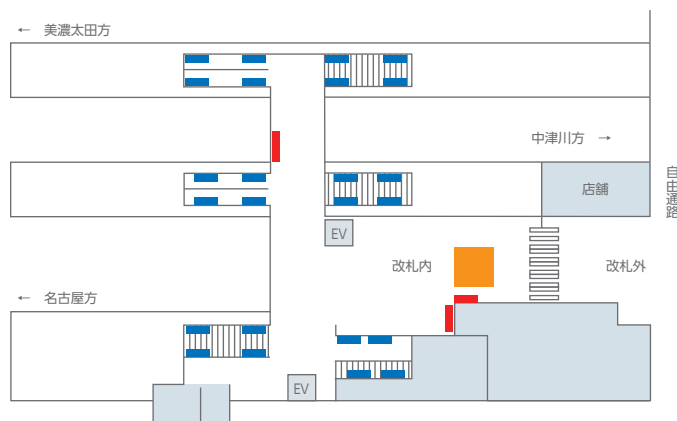 ← 美濃太田方
中津川方 →
店舗
自由通路
EV
改札内
改札外
← 名古屋方
EV